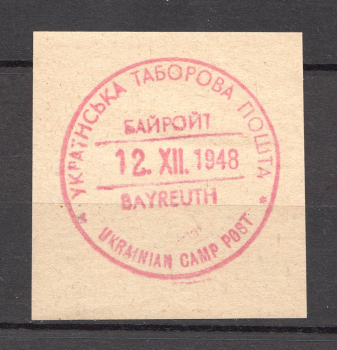 УКРАЇНСЬКА ТАБОРОВА ПОШТА
БАЙРОЙТ
12. XII. 1948
BAYREUTH
* UKRAINIAN CAMP POST *